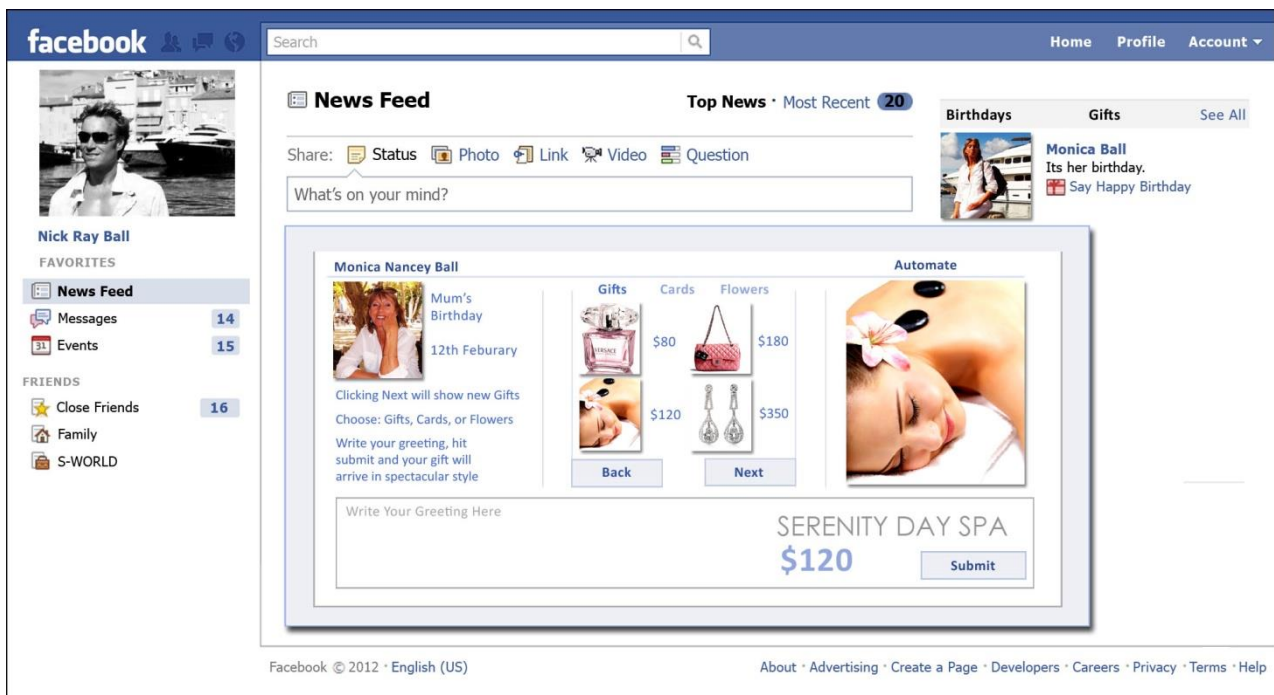 facebook
Search
Home Profile Account
News Feed
Top News · Most Recent 20
Share: Status Photo Link Video Question
What's on your mind?
Birthdays Gifts See All
Monica Ball
Its her birthday.
Say Happy Birthday
Nick Ray Ball
FAVORITES
News Feed
Messages 14
31 Events 15
FRIENDS
Close Friends 16
Family
S-WORLD
Monica Nancey Ball
Mum's
Birthday
12th Feburary
Clicking Next will show new Gifts
Choose: Gifts, Cards, or Flowers
Write your greeting, hit
submit and your gift will
arrive in spectacular style
Gifts Cards Flowers
VERSACE
$80 $180
$120 $350
Back Next
Automate
Write Your Greeting Here
SERENITY DAY SPA
$120
Submit
Facebook © 2012 · English (US)
About · Advertising · Create a Page · Developers · Careers · Privacy · Terms · Help